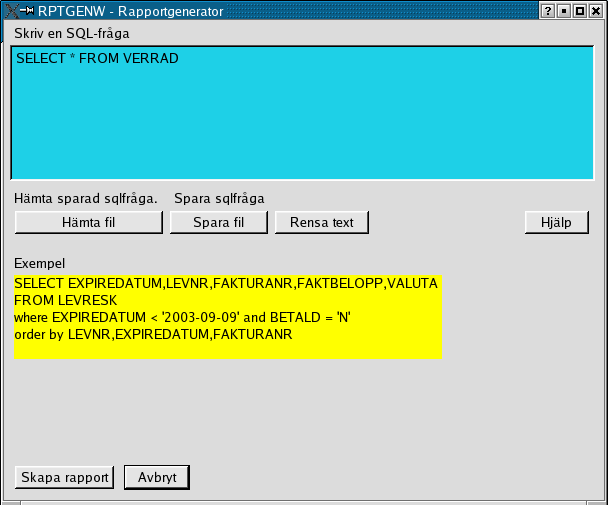 RPTGENW - Rapportgenerator
Skriv en SQL-fråga
SELECT * FROM VERRAD
Hämta sparad sqlfråga. Spara sqlfråga
Hämta fil Spara fil Rensa text Hjälp
Exempel
SELECT EXPIREDATUM,LEVNR,FAKTURANR,FAKTBELOPP,VALUTA
FROM LEVRESK
where EXPIREDATUM < '2003-09-09' and BETALD = 'N'
order by LEVNR,EXPIREDATUM,FAKTURANR
Skapa rapport Avbryt